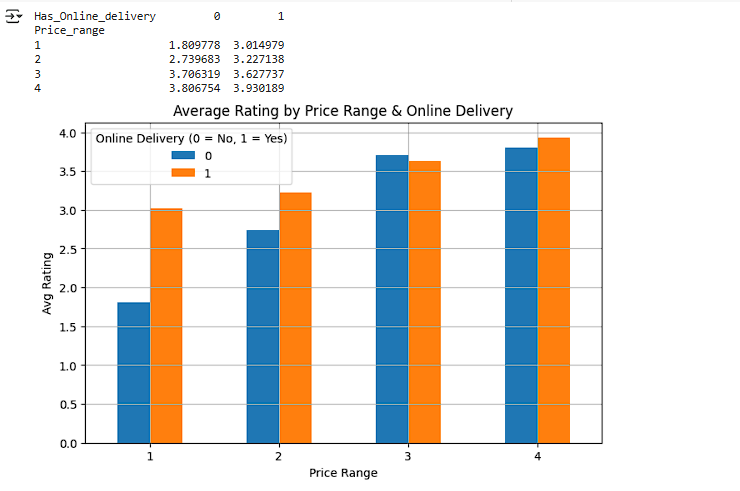 Has_Online_delivery 0 1
Price_range
1 1.809778 3.014979
2 2.739683 3.227138
3 3.706319 3.627737
4 3.806754 3.930189
Average Rating by Price Range & Online Delivery
Online Delivery (0 = No, 1 = Yes)
0
1
4.0
3.5
3.0
2.5
2.0
1.5
1.0
0.5
0.0
Avg Rating
1 2 3 4
Price Range